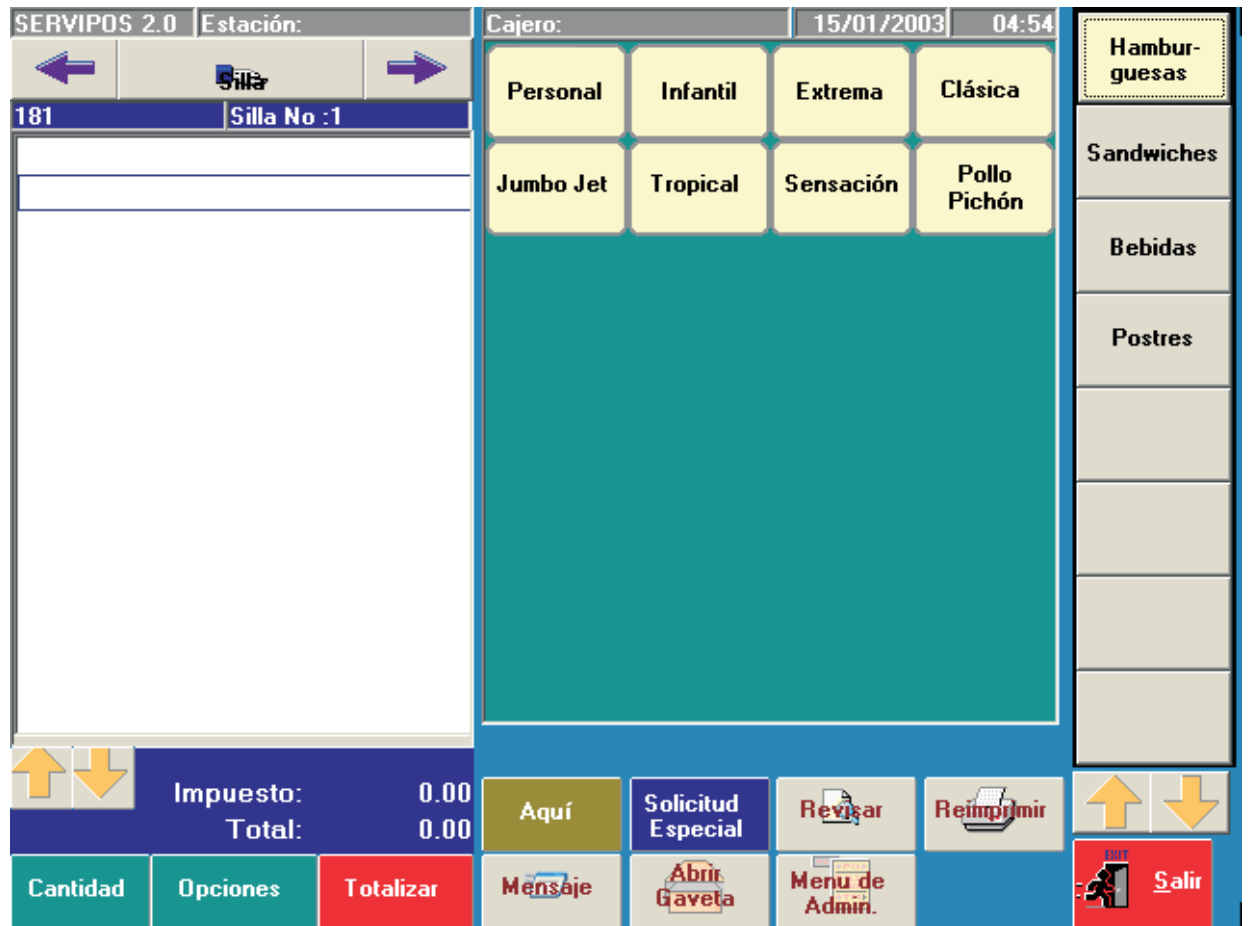 SERVIPOS 2.0 Estación: Cajero: 15/01/2003 04:54
Silla
181 Silla No :1
Personal Infantil Extrema Clásica
Jumbo Jet Tropical Sensación Pollo
Pichón
Hambur-
guesas
Sandwiches
Bebidas
Postres
Impuesto: 0.00
Total: 0.00
Cantidad Opciones Totalizar
Aquí Solicitud
Especial
Revisar Reimprimir
Mensaje Abrir
Gaveta
Menu de
Admin.
EXIT
Salir